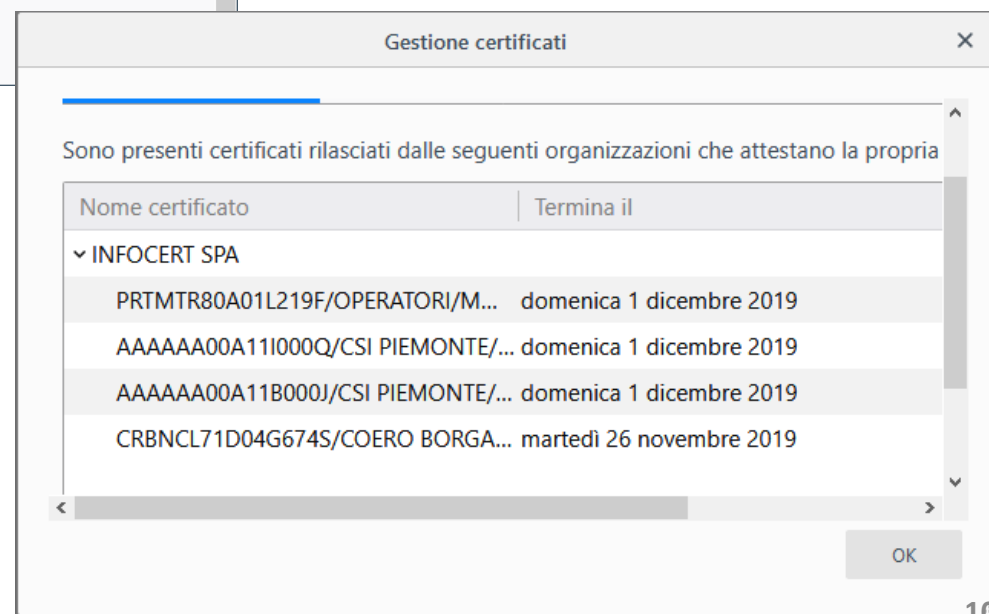 Gestione certificati
Sono presenti certificati rilasciati dalle seguenti organizzazioni che attestano la propria
Nome certificato Termina il
INFOCERT SPA
PRTMTR80A01L219F/OPERATORI/M... domenica 1 dicembre 2019
AAAAAA00A11I000Q/CSI PIEMONTE/... domenica 1 dicembre 2019
AAAAAA00A11B000J/CSI PIEMONTE/... domenica 1 dicembre 2019
CRBNCL71D04G674S/COERO BORGA... martedì 26 novembre 2019
OK